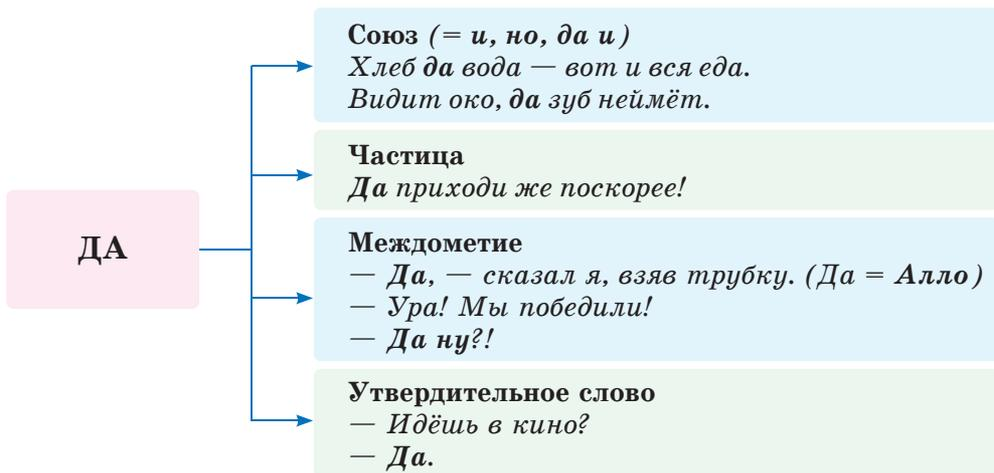 ДА
Союз (= и, но, да и)
Хлеб да вода — вот и вся еда.
Видит око, да зуб неймёт.
Частица
Да приходи же поскорее!
Междометие
— Да, — сказал я, взяв трубку. (Да = Алло)
— Ура! Мы победили!
— Да ну?!
Утвердительное слово
— Идёшь в кино?
— Да.